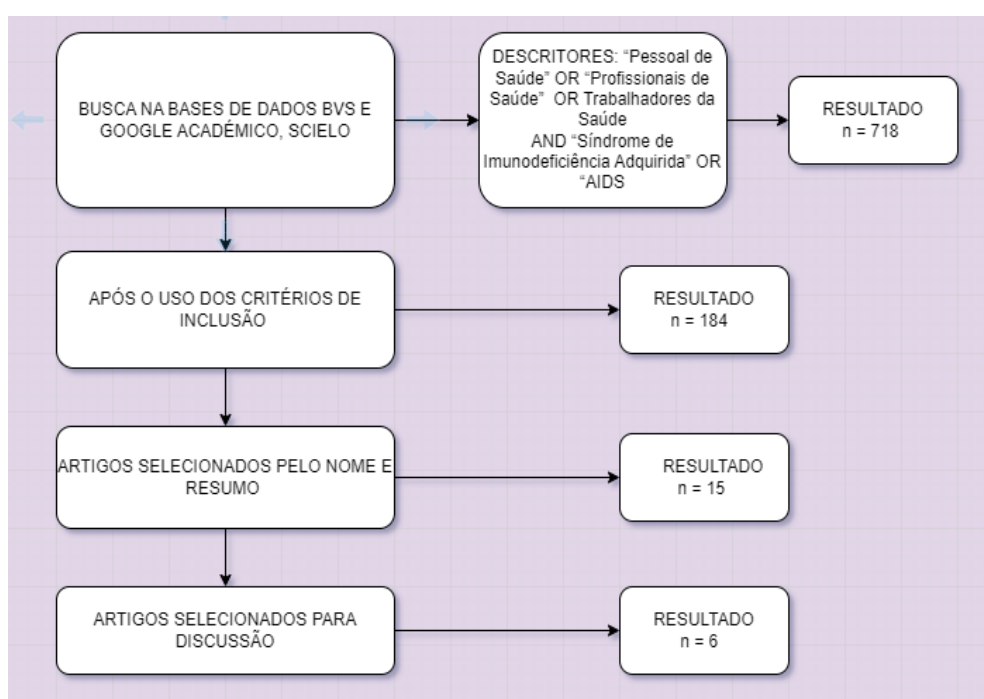 BUSCA NA BASES DE DADOS BVS E
GOOGLE ACADÉMICO, SCIELO
DESCRITORES: “Pessoal de
Saúde” OR “Profissionais de
Saúde” OR Trabalhadores da
Saúde
AND “Síndrome de
Imunodeficiência Adquirida” OR
“AIDS
RESULTADO
n = 718
APÓS O USO DOS CRITÉRIOS DE
INCLUSÃO
RESULTADO
n = 184
ARTIGOS SELECIONADOS PELO NOME E
RESUMO
RESULTADO
n = 15
ARTIGOS SELECIONADOS PARA
DISCUSSÃO
RESULTADO
n = 6